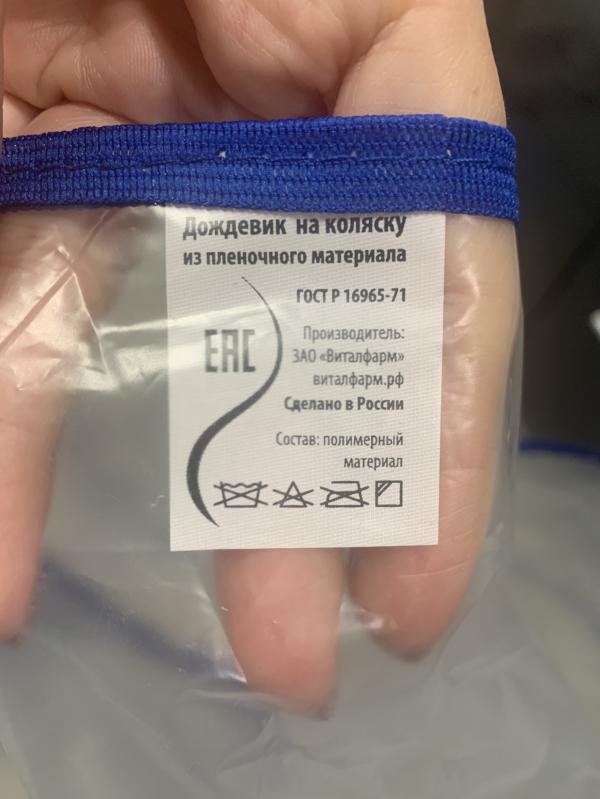 Дождевик на коляску
из пленочного материала
ГОСТ Р 16965-71
ЕАС
Производитель:
ЗАО «Виталфарм»
виталфарм.рф
Сделано в России
Состав: полимерный
материал